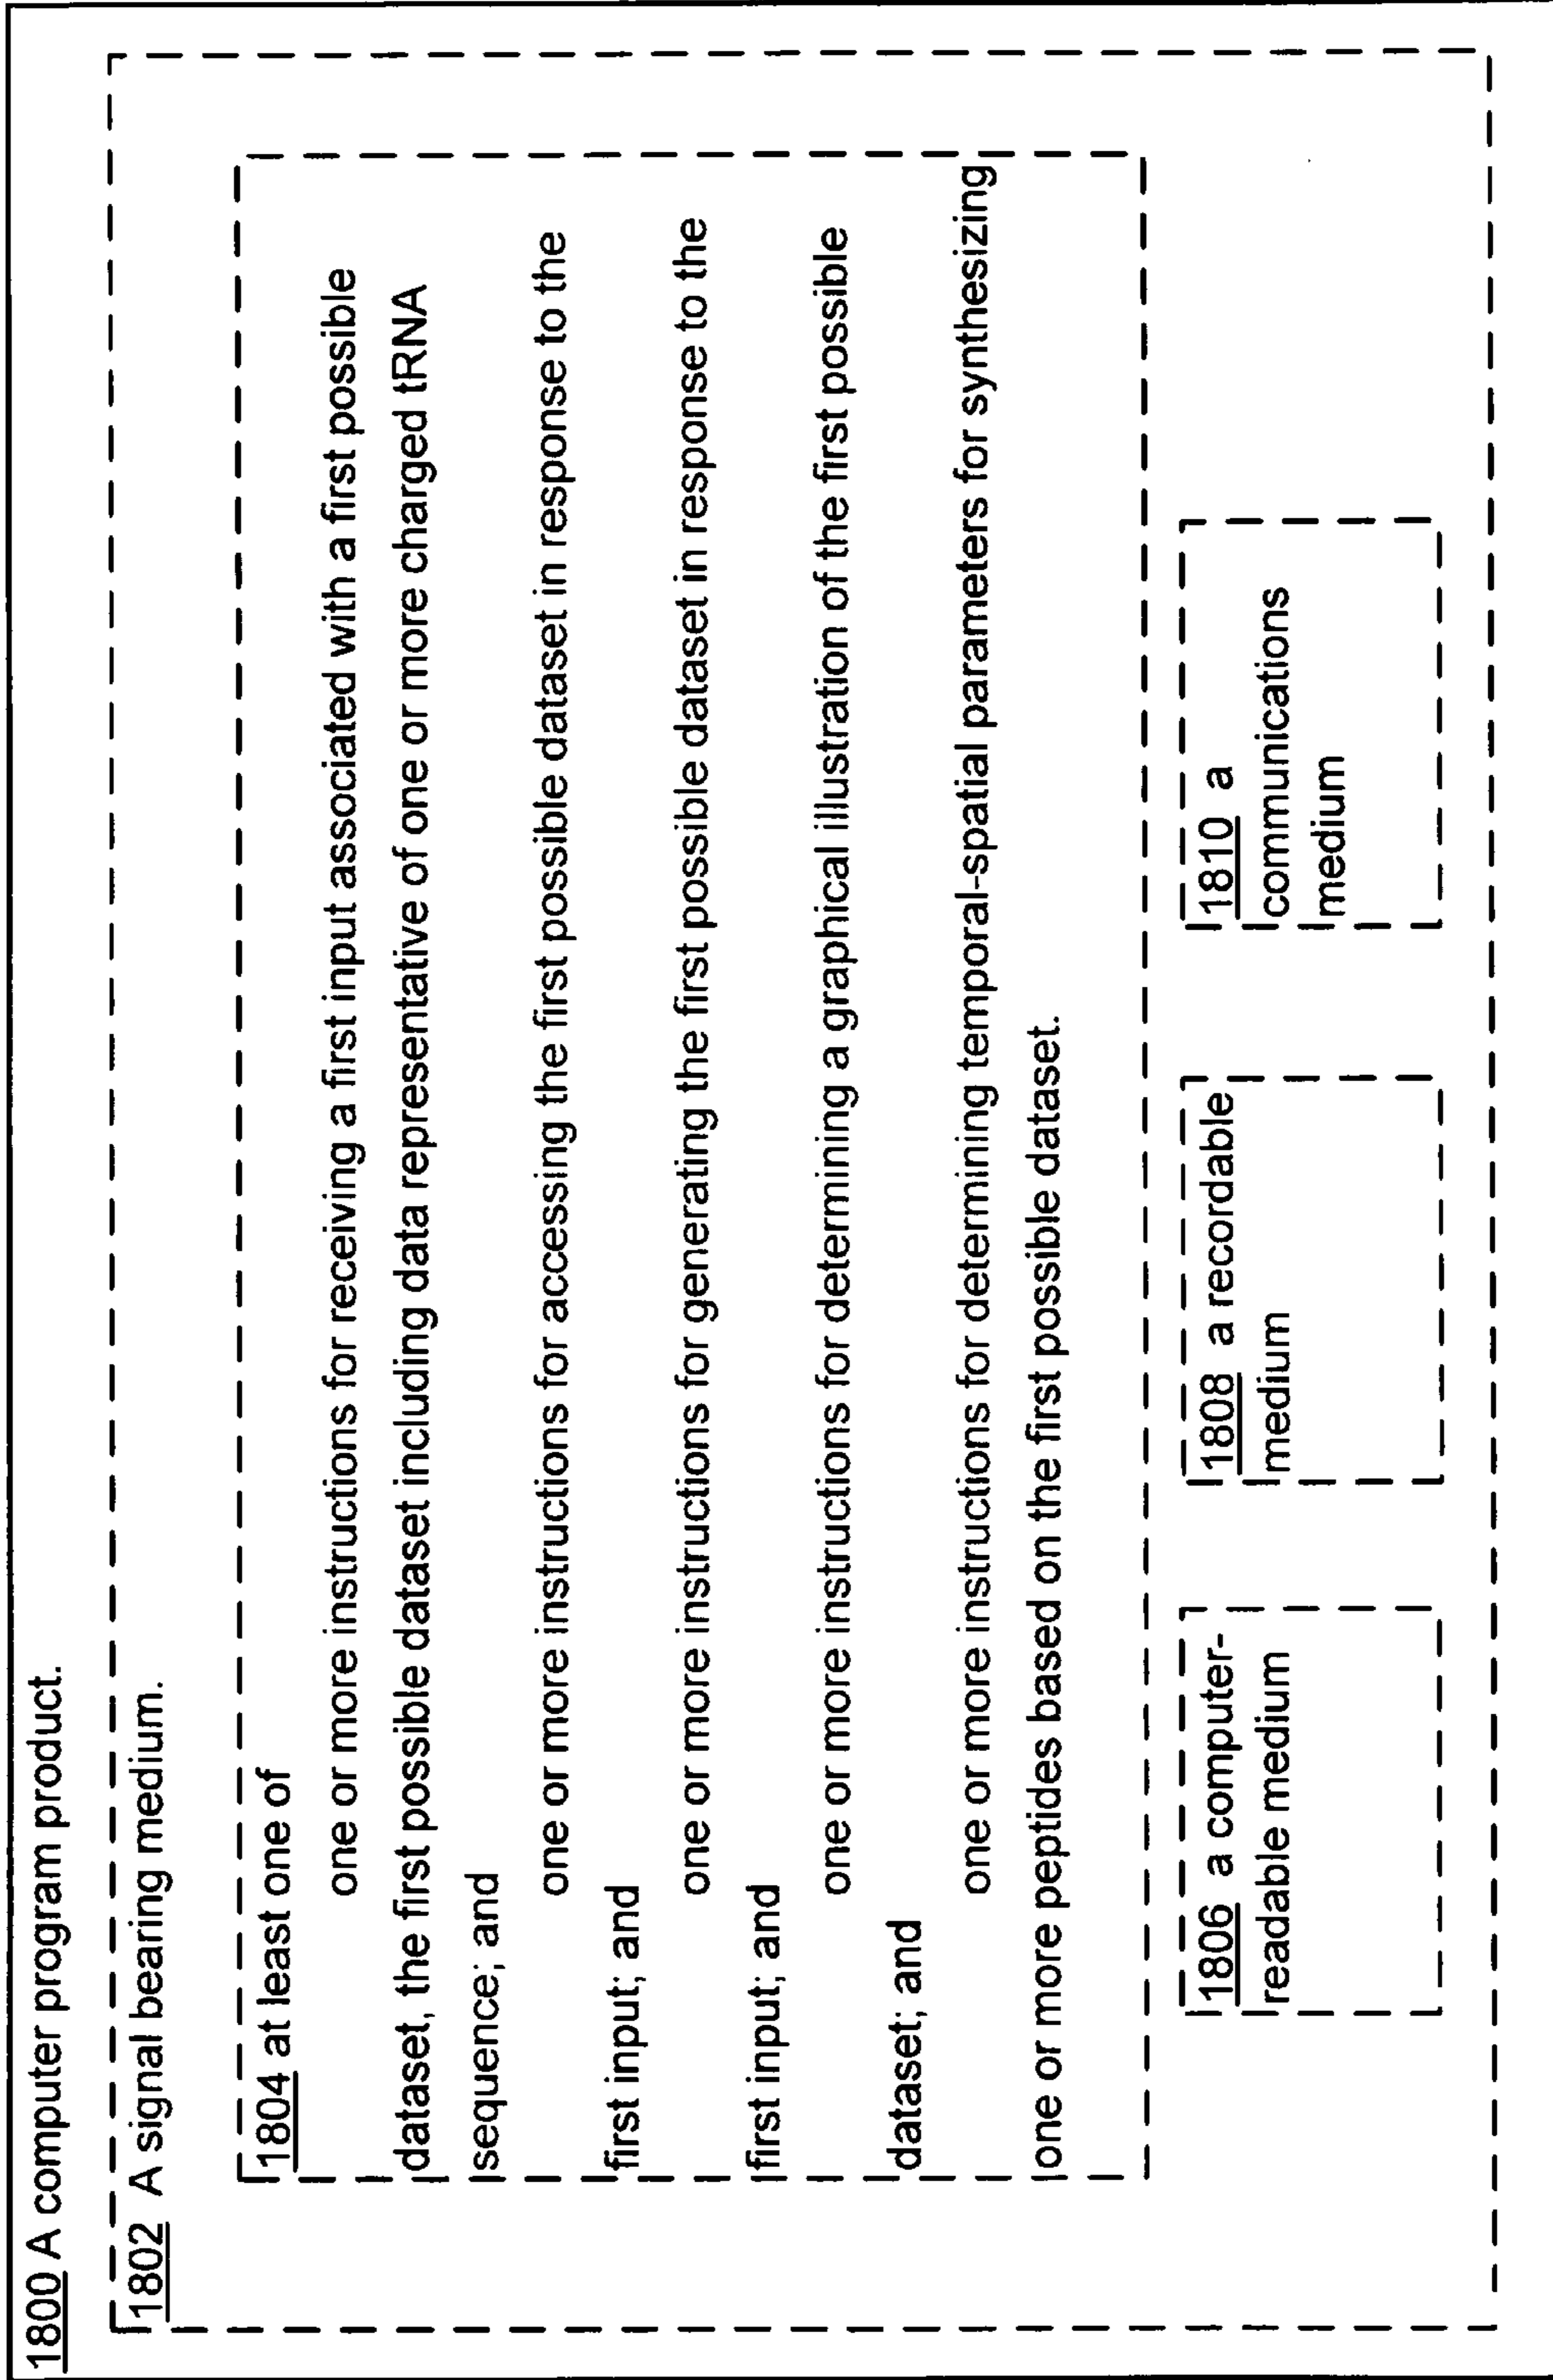 1800 A computer program product.
1802 A signal bearing medium.
1804 at least one of
one or more instructions for receiving a first input associated with a first possible
dataset, the first possible dataset including data representative of one or more charged tRNA
sequence; and
one or more instructions for accessing the first possible dataset in response to the
first input; and
one or more instructions for generating the first possible dataset in response to the
first input; and
one or more instructions for determining a graphical illustration of the first possible
dataset; and
one or more instructions for determining temporal-spatial parameters for synthesizing
one or more peptides based on the first possible dataset.
1806 a computer-
readable medium
1808 a recordable
medium
1810 a
communications
medium